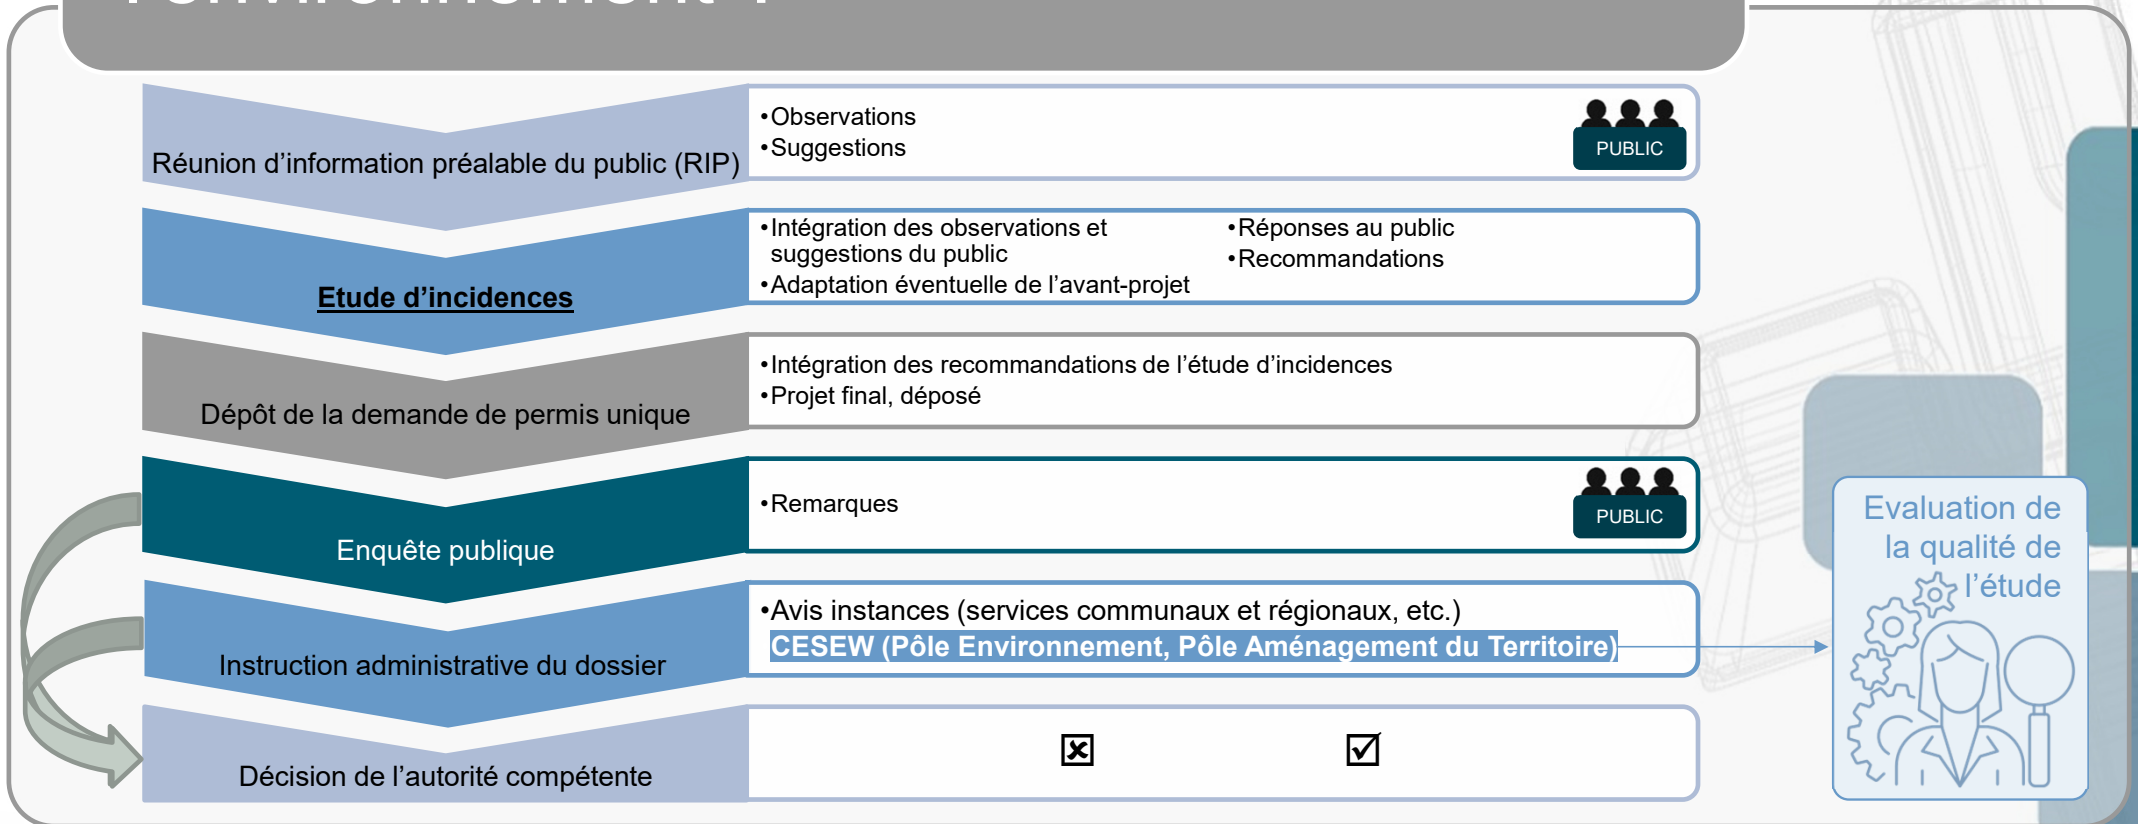 Réunion d’information préalable du public (RIP)
•Observations
•Suggestions
PUBLIC
Etude d’incidences
•Intégration des observations et
suggestions du public
•Adaptation éventuelle de l’avant-projet
•Réponses au public
•Recommandations
Dépôt de la demande de permis unique
•Intégration des recommandations de l’étude d’incidences
•Projet final, déposé
Enquête publique
•Remarques
PUBLIC
Instruction administrative du dossier
•Avis instances (services communaux et régionaux, etc.)
CESEW (Pôle Environnement, Pôle Aménagement du Territoire)
Evaluation de
la qualité de
l’étude
Décision de l’autorité compétente